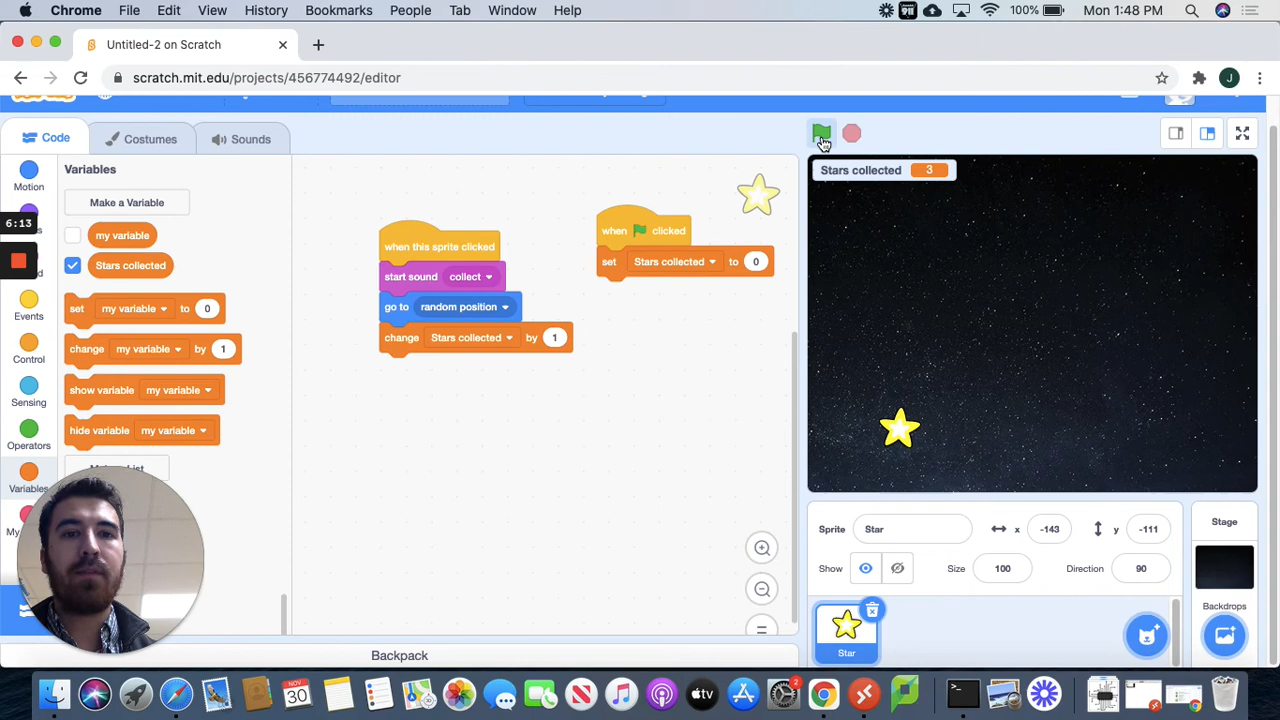 Chrome File Edit View History Bookmarks People Tab Window Help 100% Mon 1:48 PM
Untitled-2 on Scratch
scratch.mit.edu/projects/456774492/editor J
Code Costumes Sounds
Motion
Events
Control
Sensing
Operators
Variables
6:13
Variables
Make a Variable
my variable
Stars collected
set my variable to 0
change my variable by 1
show variable my variable
hide variable my variable
when this sprite clicked
start sound collect
go to random position
change Stars collected by 1
when clicked
set Stars collected to 0
Stars collected 3
Sprite Star x -143 y -111
Show Size 100 Direction 90
Star
Stage
Backdrops
Backpack
NOV
30
2